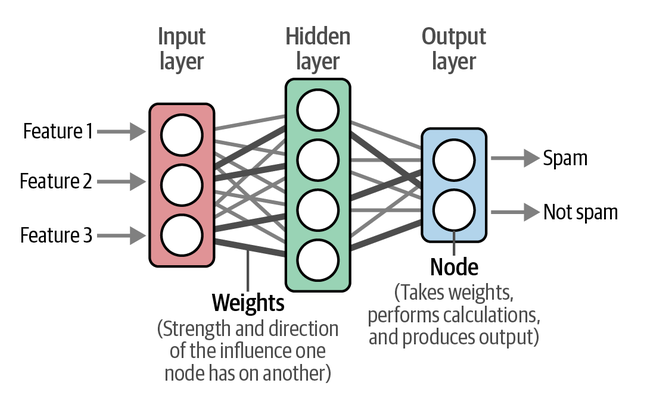 Input
layer
Hidden
layer
Output
layer
Feature 1
Feature 2
Feature 3
Spam
Not spam
Weights
(Strength and direction
of the influence one
node has on another)
Node
(Takes weights,
performs calculations,
and produces output)